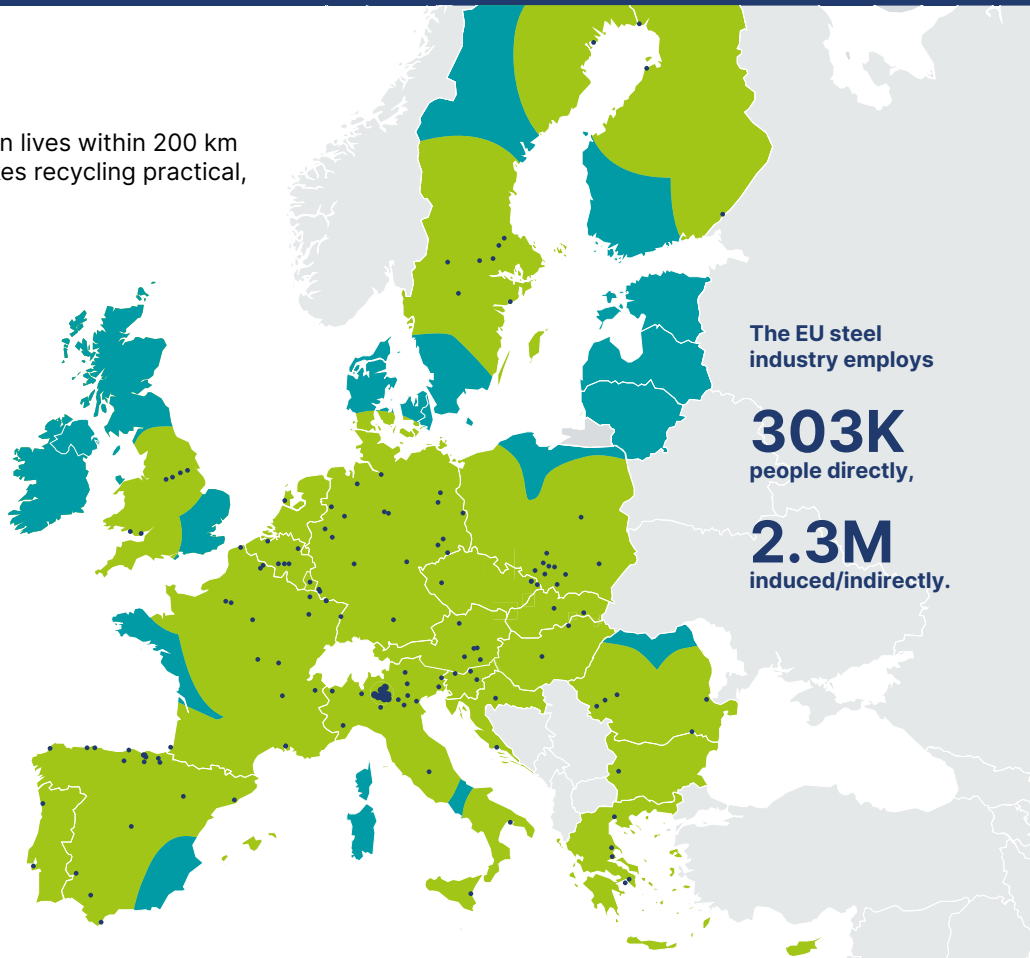 n lives within 200 km
es recycling practical,
The EU steel
industry employs
303K
people directly,
2.3M
induced/indirectly.